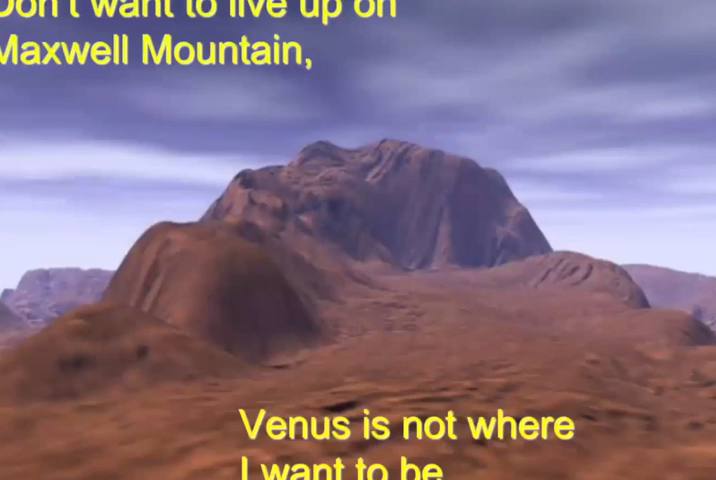 Don't want to live up on
Maxwell Mountain,
Venus is not where
I want to be